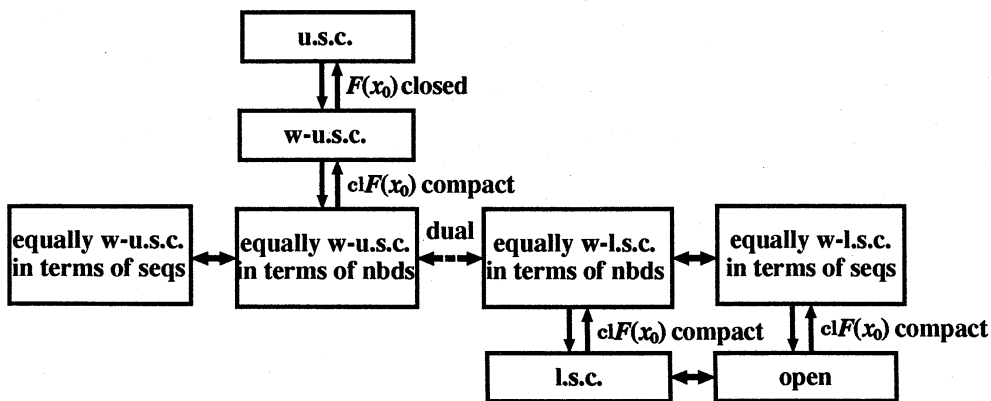 u.s.c.
F(x₀) closed
w-u.s.c.
clF(x₀) compact
equally w-u.s.c.
in terms of seqs
equally w-u.s.c.
in terms of nbds
dual
equally w-l.s.c.
in terms of nbds
equally w-l.s.c.
in terms of seqs
clF(x₀) compact
clF(x₀) compact
l.s.c.
open